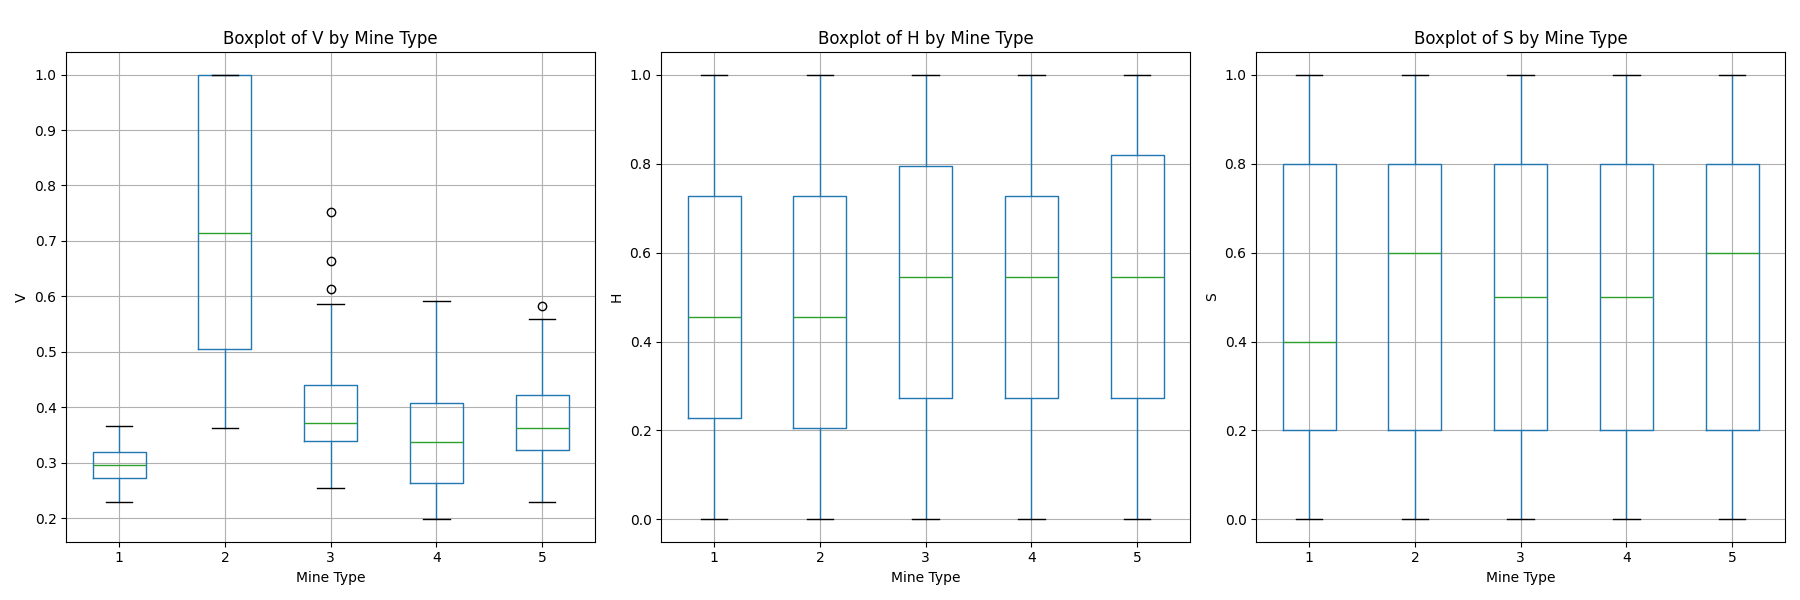 Boxplot of V by Mine Type
1.0
0.9
0.8
0.7
0.6
0.5
0.4
0.3
0.2
V
1 2 3 4 5
Mine Type
Boxplot of H by Mine Type
1.0
0.8
0.6
0.4
0.2
0.0
H
1 2 3 4 5
Mine Type
Boxplot of S by Mine Type
1.0
0.8
0.6
0.4
0.2
0.0
S
1 2 3 4 5
Mine Type